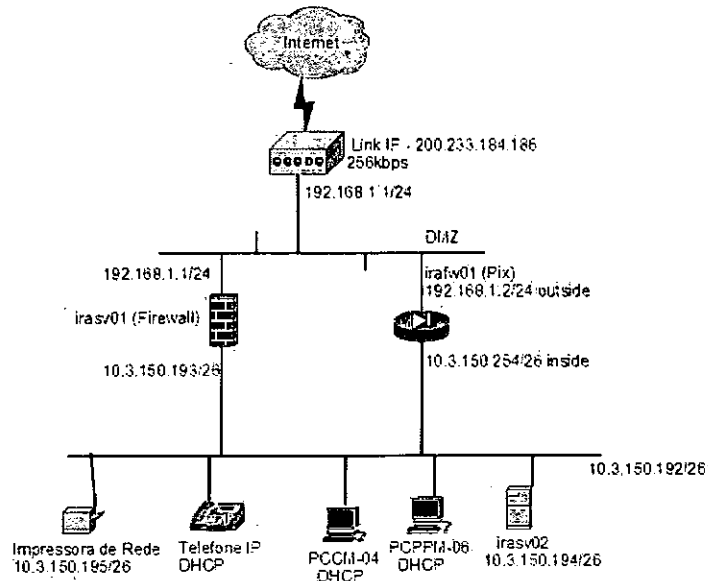 Internet
Link IP - 200.233.184.186
256kbps
192.168.1.1/24
DMZ
192.168.1.1/24
irafw01 (Pix)
192.168.1.2/24 outside
irasv01 (Firewall)
10.3.150.193/26
10.3.150.254/26 inside
10.3.150.192/26
Impressora de Rede
10.3.150.195/26
Telefone IP
DHCP
PCCM-04
DHCP
PCPPM-06
DHCP
irasv02
10.3.150.194/26